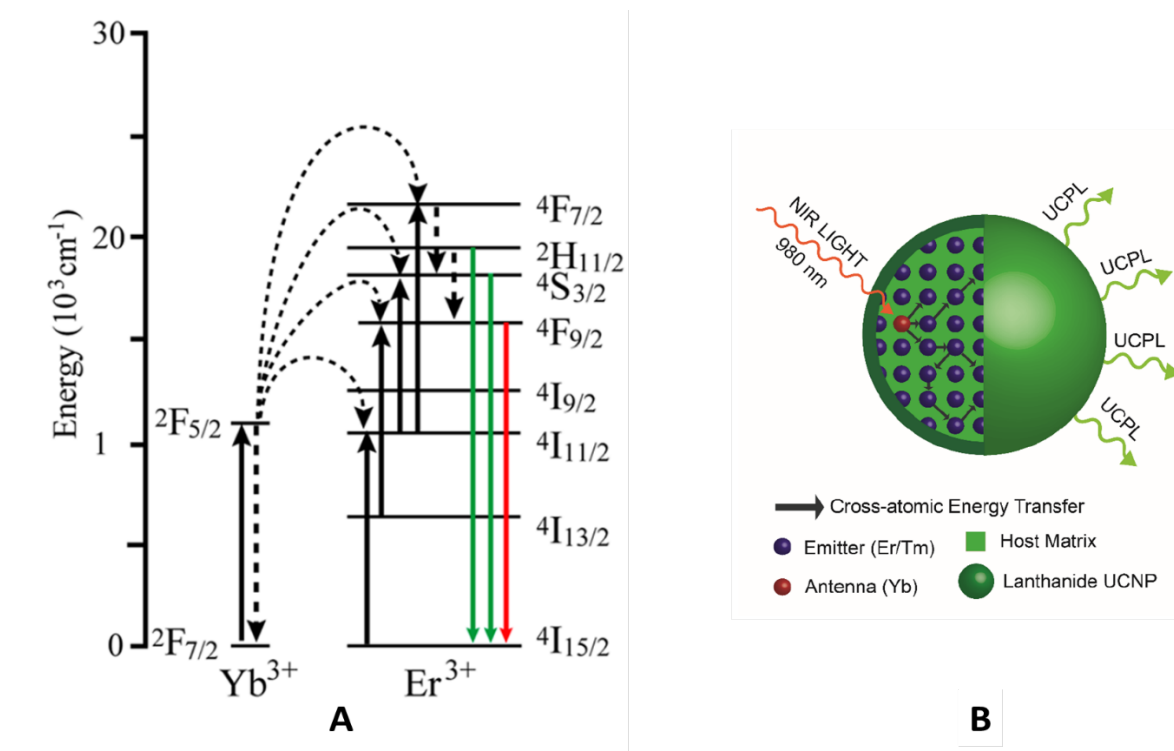 30
20
1
0
Energy (10³cm⁻¹)
²F₅/₂
²F₇/₂
Yb³⁺
⁴F₇/₂
²H₁₁/₂
⁴S₃/₂
⁴F₉/₂
⁴I₉/₂
⁴I₁₁/₂
⁴I₁₃/₂
⁴I₁₅/₂
Er³⁺
A
NIR LIGHT
980 nm
UCPL
UCPL
UCPL
UCPL
Cross-atomic Energy Transfer
Emitter (Er/Tm)
Host Matrix
Antenna (Yb)
Lanthanide UCNP
B